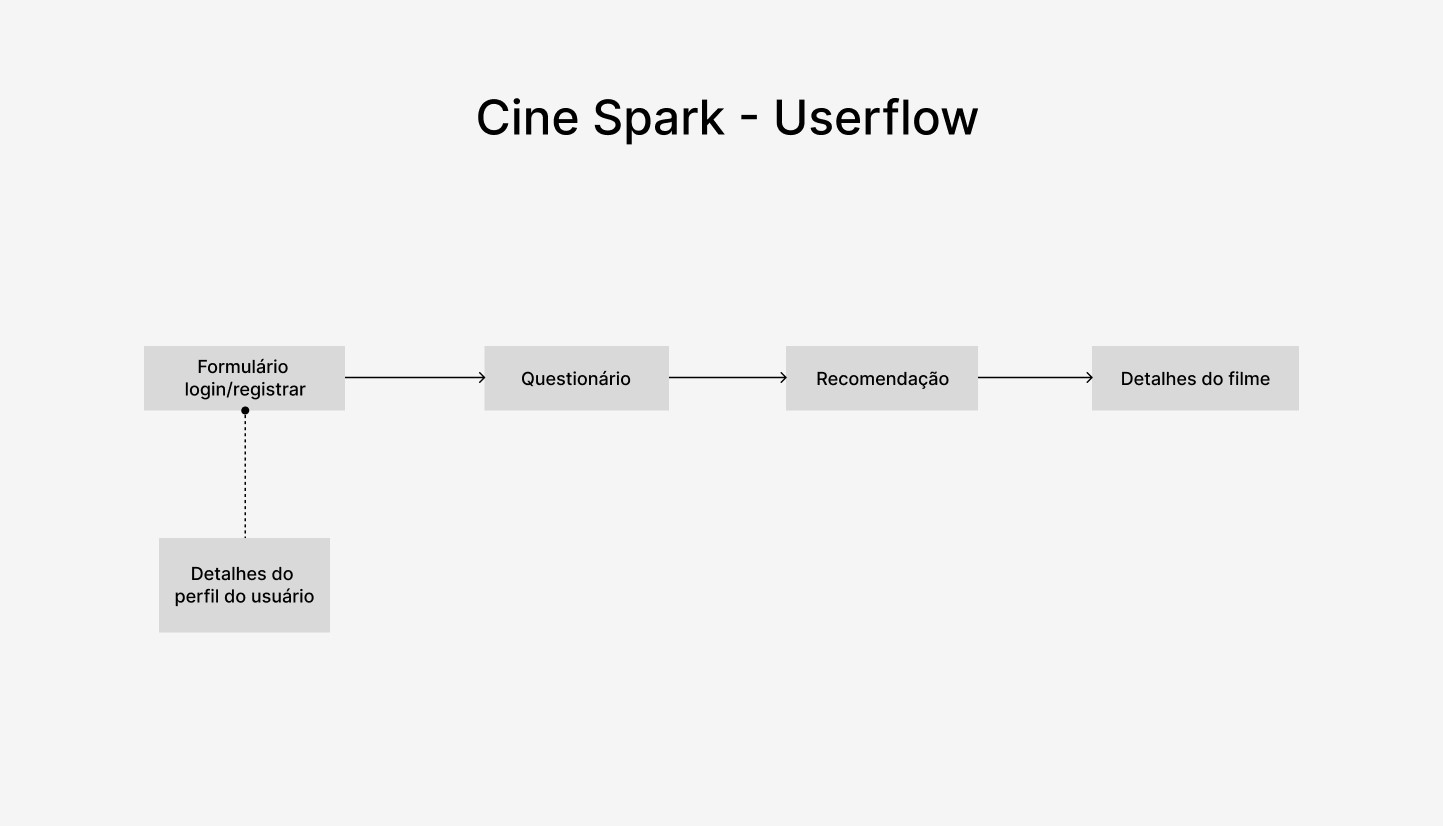 Cine Spark - Userflow
Formulário
login/registrar
Questionário
Recomendação
Detalhes do filme
Detalhes do
perfil do usuário